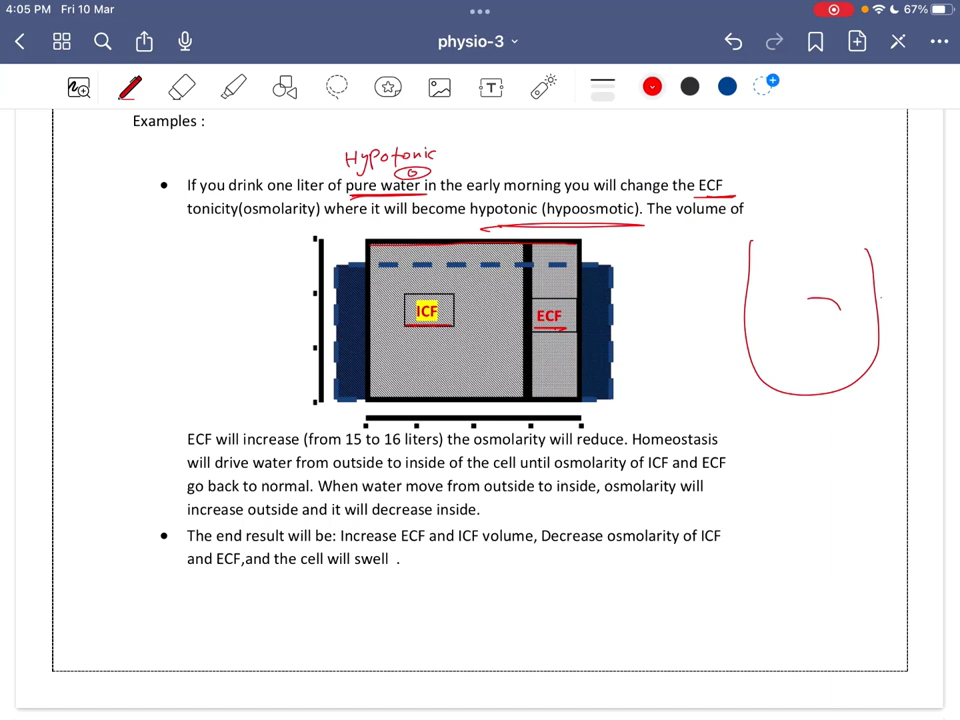 4:05 PM Fri 10 Mar
67%
physio-3
Examples :
Hypotonic
0
If you drink one liter of pure water in the early morning you will change the ECF
tonicity(osmolarity) where it will become hypotonic (hypoosmotic). The volume of
ICF
ECF
ECF will increase (from 15 to 16 liters) the osmolarity will reduce. Homeostasis
will drive water from outside to inside of the cell until osmolarity of ICF and ECF
go back to normal. When water move from outside to inside, osmolarity will
increase outside and it will decrease inside.
The end result will be: Increase ECF and ICF volume, Decrease osmolarity of ICF
and ECF,and the cell will swell .